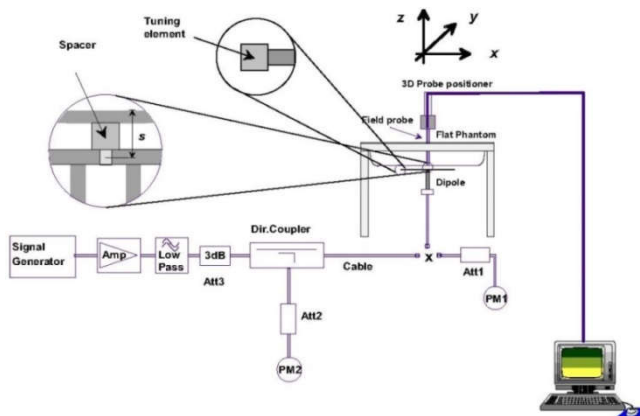 Tuning
element
Spacer
s
z
y
x
3D Probe positioner
Field probe
Flat Phantom
Dipole
Signal
Generator
Amp
Low
Pass
3dB
Att3
Dir.Coupler
Cable
x
Att1
PM1
Att2
PM2